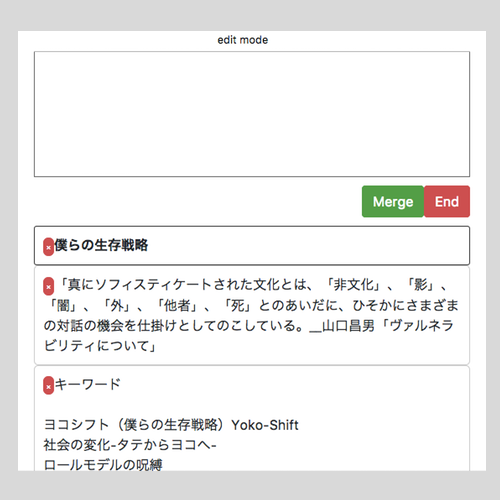 edit mode
Merge End
×僕らの生存戦略
×「真にソフィスティケートされた文化とは、「非文化」、「影」、
「闇」、「外」、「他者」、「死」とのあいだに、ひそかにさまざま
の対話の機会を仕掛けとしてのこしている。__山口昌男「ヴァルネラ
ビリティについて」
×キーワード
ヨコシフト（僕らの生存戦略）Yoko-Shift
社会の変化-タテからヨコへ-
ロールモデルの呪縛